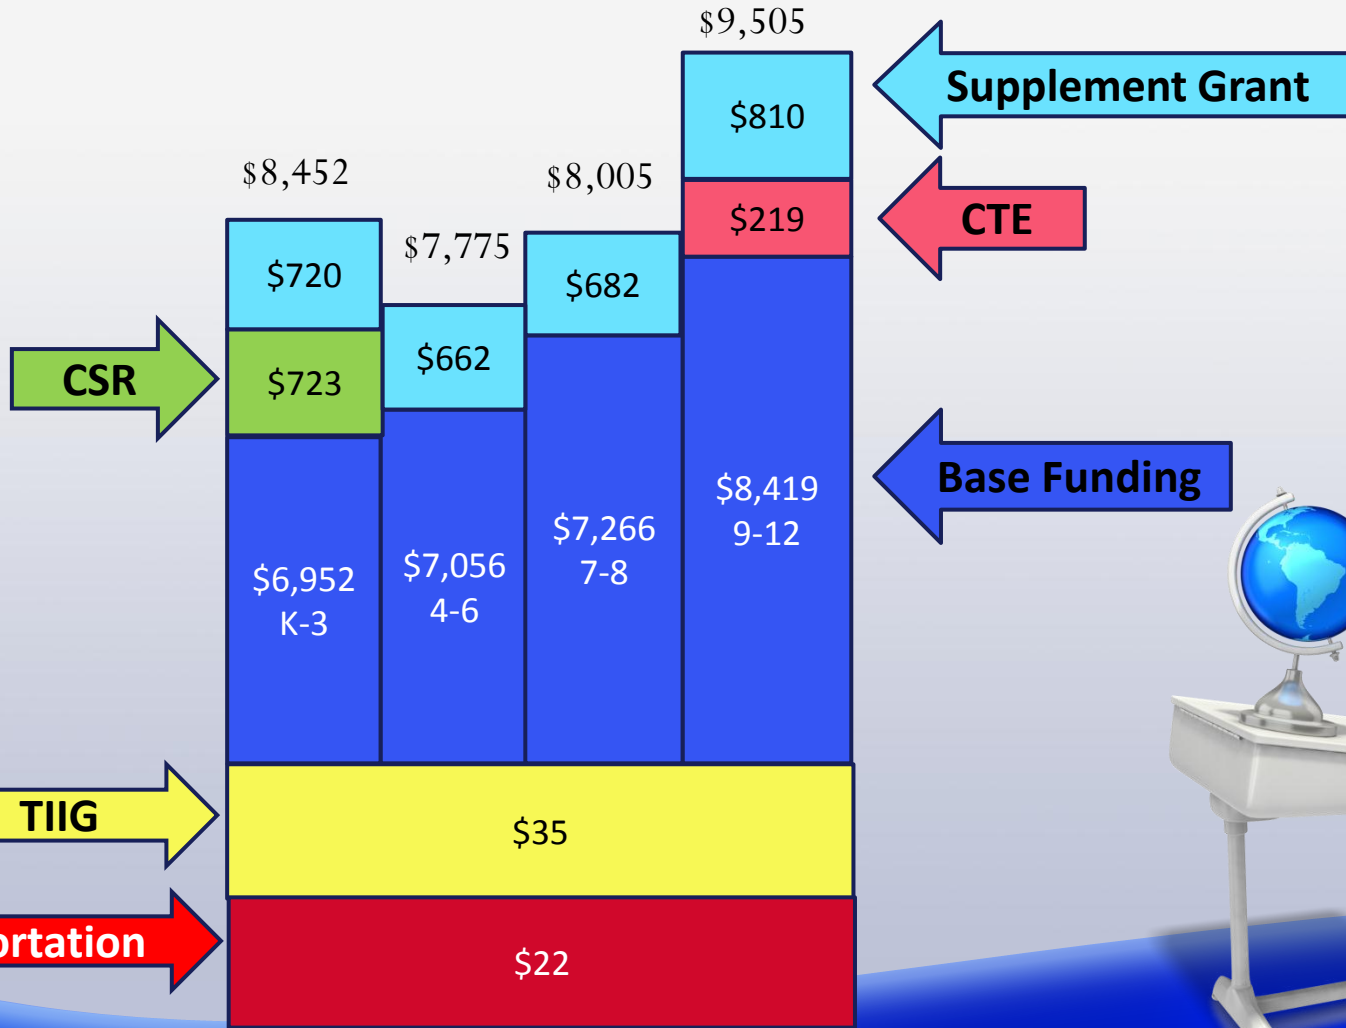 $9,505
Supplement Grant
$810
$8,452
$8,005
$219
CTE
$7,775
$720
$682
$662
CSR
$723
Base Funding
$8,419
9-12
$7,266
7-8
$7,056
4-6
$6,952
K-3
TIIG
$35
ortation
$22